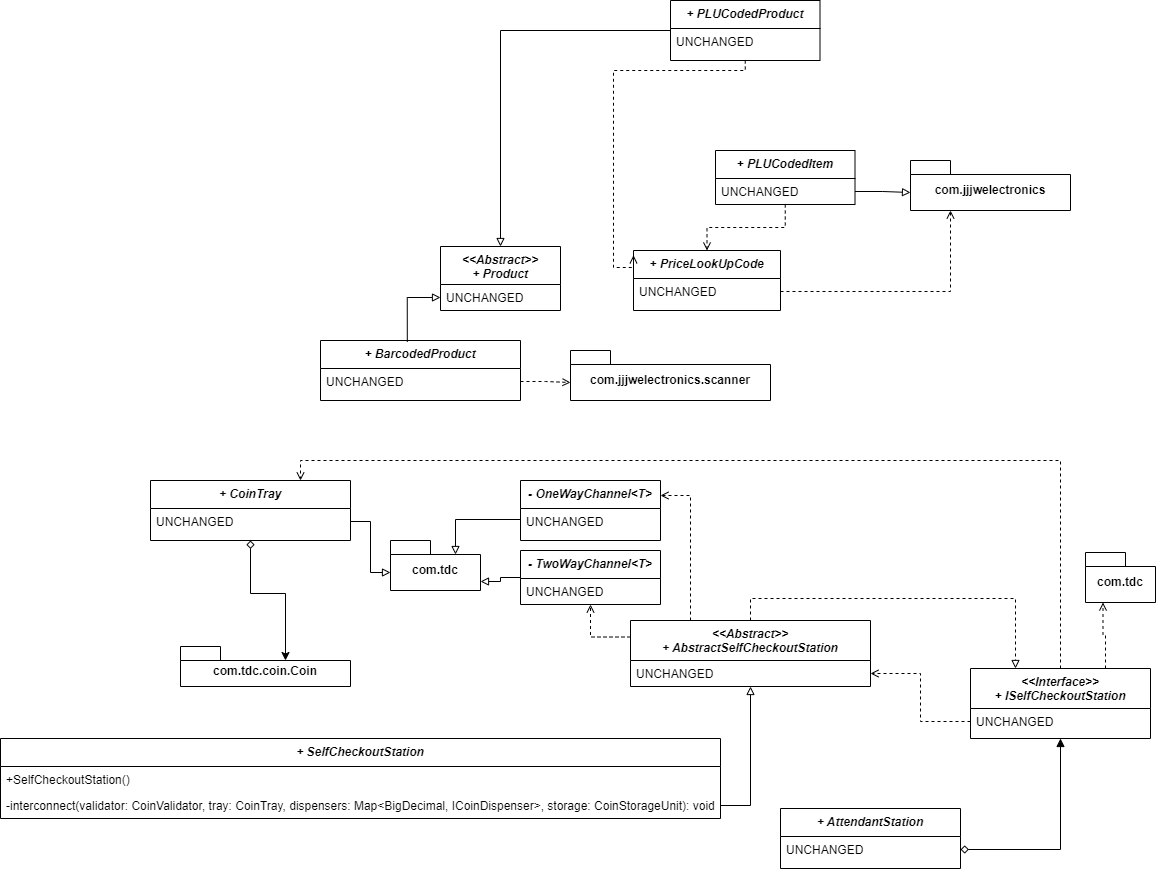 + PLUCodedProduct
UNCHANGED
+ PLUCodedItem
UNCHANGED
com.jjjwelectronics
<<Abstract>>
+ Product
UNCHANGED
+ PriceLookUpCode
UNCHANGED
+ BarcodedProduct
UNCHANGED
com.jjjwelectronics.scanner
+ CoinTray
UNCHANGED
- OneWayChannel<T>
UNCHANGED
com.tdc
- TwoWayChannel<T>
UNCHANGED
com.tdc
<<Abstract>>
+ AbstractSelfCheckoutStation
UNCHANGED
com.tdc.coin.Coin
<<Interface>>
+ ISelfCheckoutStation
UNCHANGED
+ SelfCheckoutStation
+SelfCheckoutStation()
-interconnect(validator: CoinValidator, tray: CoinTray, dispensers: Map<BigDecimal, ICoinDispenser>, storage: CoinStorageUnit): void
+ AttendantStation
UNCHANGED